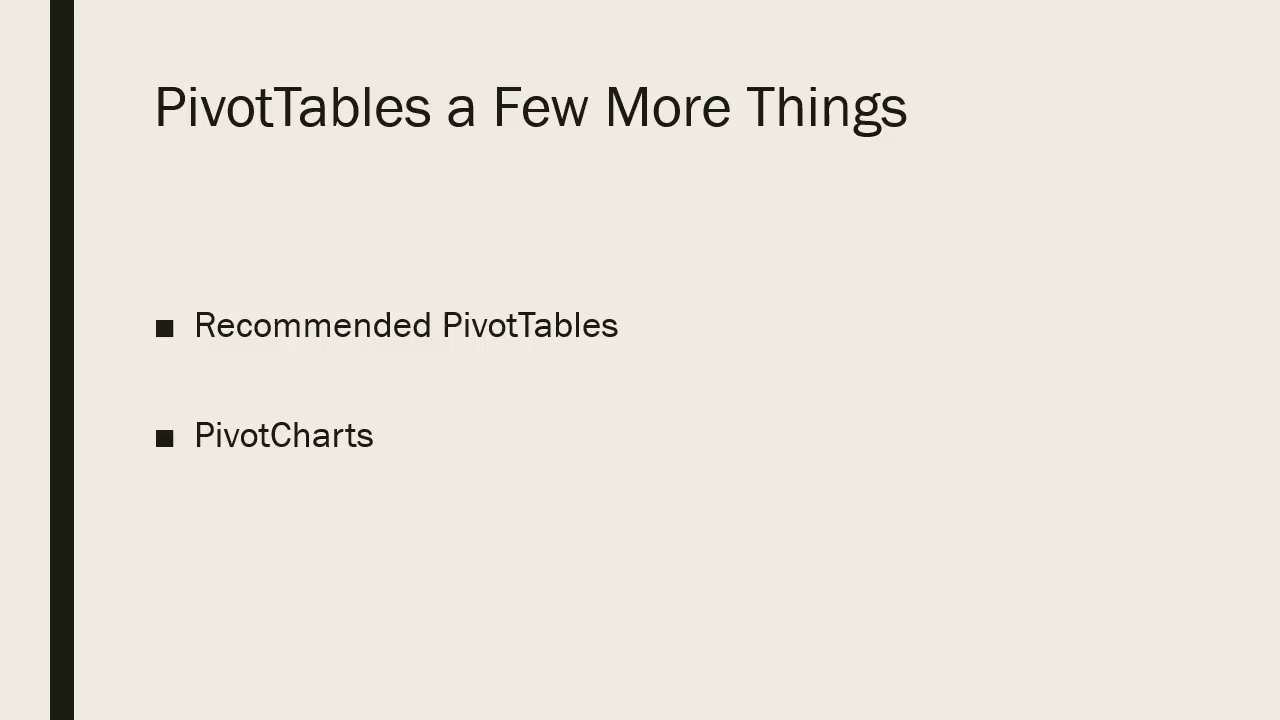 PivotTables a Few More Things
■ Recommended PivotTables
■ PivotCharts